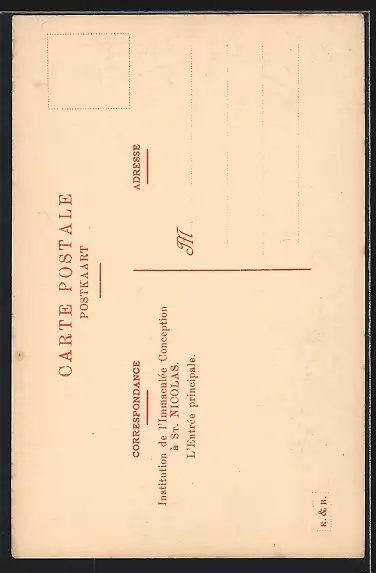 CARTE POSTALE
POSTKAART
CORRESPONDANCE
ADRESSE
Institution de l'Immaculée Conception
à ST. NICOLAS.
L'Entrée principale.
M
E. & B.